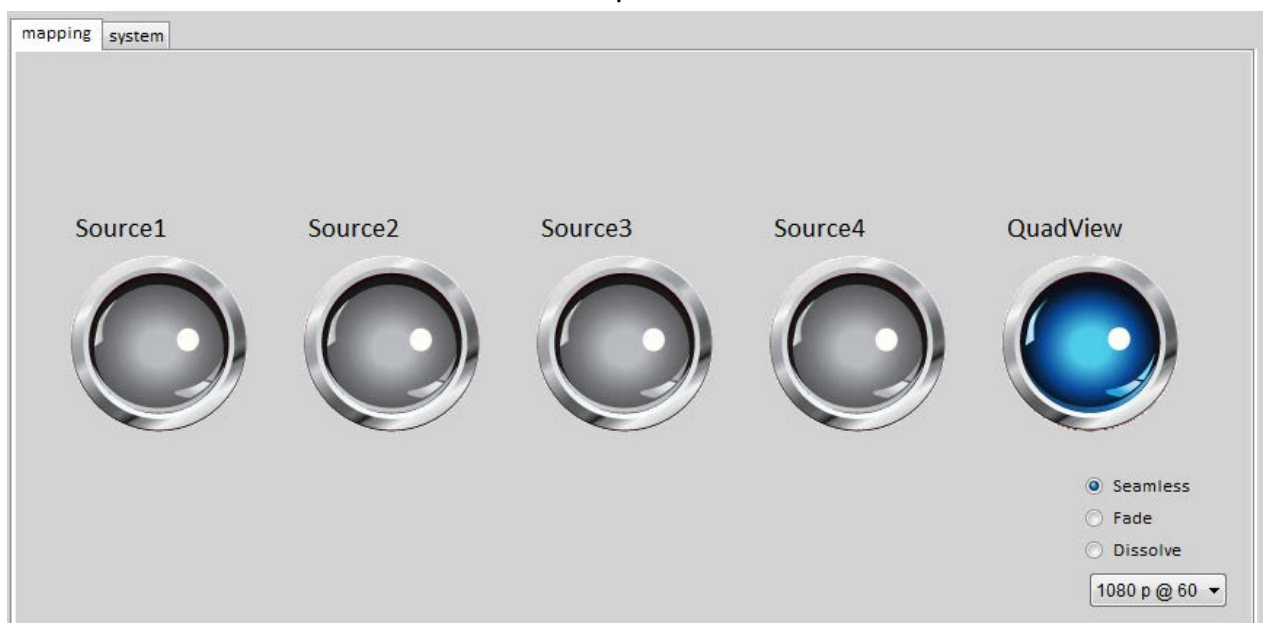 mapping system
Source1 Source2 Source3 Source4 QuadView
Seamless
Fade
Dissolve
1080 p @ 60